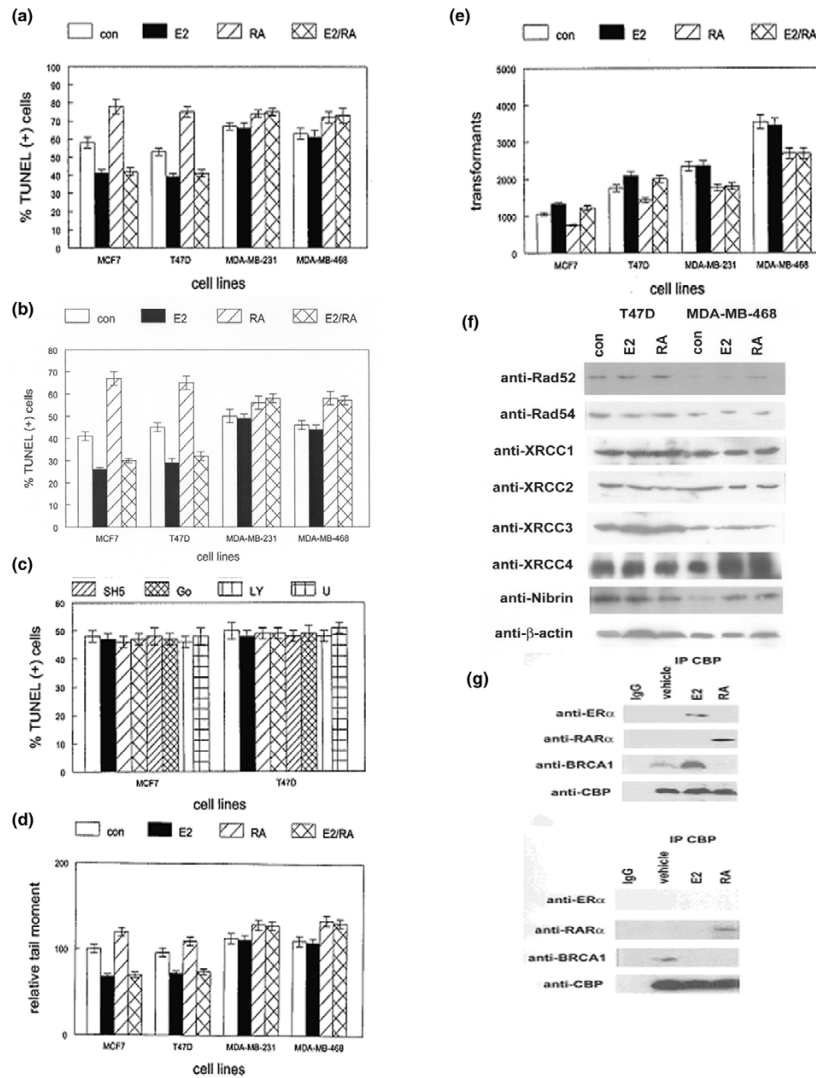 (a)
con E2 RA E2/RA
% TUNEL (+) cells
100
90
80
70
60
50
40
30
20
10
0
MCF7 T47D MDA-MB-231 MDA-MB-468
cell lines
(b)
con E2 RA E2/RA
% TUNEL (+) cells
80
70
60
50
40
30
20
10
0
MCF7 T47D MDA-MB-231 MDA-MB-468
cell lines
(c)
SH5 Go LY U
% TUNEL (+) cells
60
50
40
30
20
10
0
MCF7 T47D
cell lines
(d)
con E2 RA E2/RA
relative tail moment
200
100
0
MCF7 T47D MDA-MB-231 MDA-MB-468
cell lines
(e)
con E2 RA E2/RA
transformants
5000
4000
3000
2000
1000
0
MCF7 T47D MDA-MB-231 MDA-MB-468
cell lines
(f)
T47D MDA-MB-468
con E2 RA con E2 RA
anti-Rad52
anti-Rad54
anti-XRCC1
anti-XRCC2
anti-XRCC3
anti-XRCC4
anti-Nibrin
anti-β-actin
(g)
IP CBP
IgG vehicle E2 RA
anti-ERα
anti-RARα
anti-BRCA1
anti-CBP
IP CBP
IgG vehicle E2 RA
anti-ERα
anti-RARα
anti-BRCA1
anti-CBP